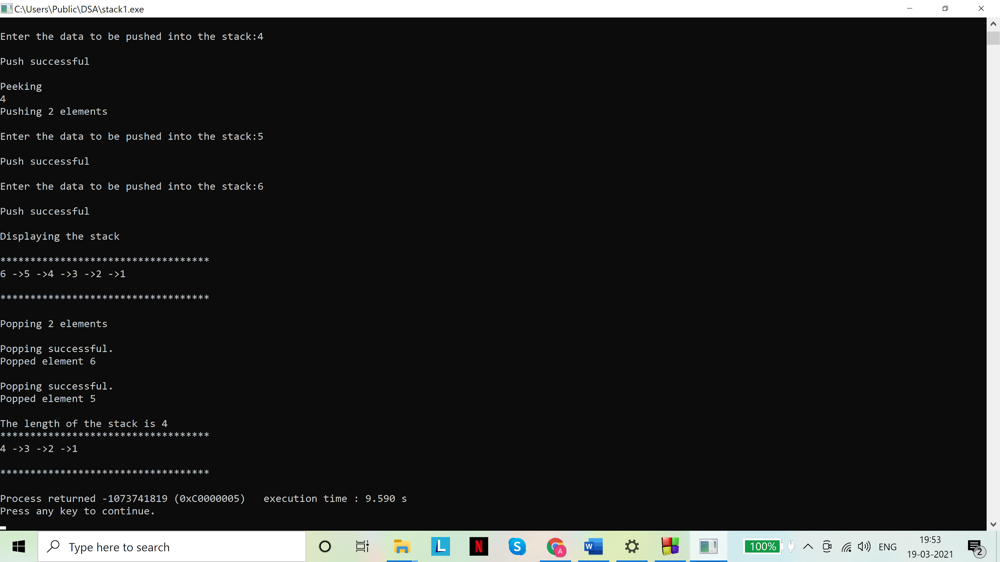 C:\Users\Public\DSA\stack1.exe
Enter the data to be pushed into the stack:4
Push successful
Peeking
4
Pushing 2 elements
Enter the data to be pushed into the stack:5
Push successful
Enter the data to be pushed into the stack:6
Push successful
Displaying the stack
***********************************
6 ->5 ->4 ->3 ->2 ->1
***********************************
Popping 2 elements
Popping successful.
Popped element 6
Popping successful.
Popped element 5
The length of the stack is 4
***********************************
4 ->3 ->2 ->1
***********************************
Process returned -1073741819 (0xC0000005)   execution time : 9.590 s
Press any key to continue.
Type here to search
L
N
S
A
W
100%
ENG
19:53
19-03-2021
2